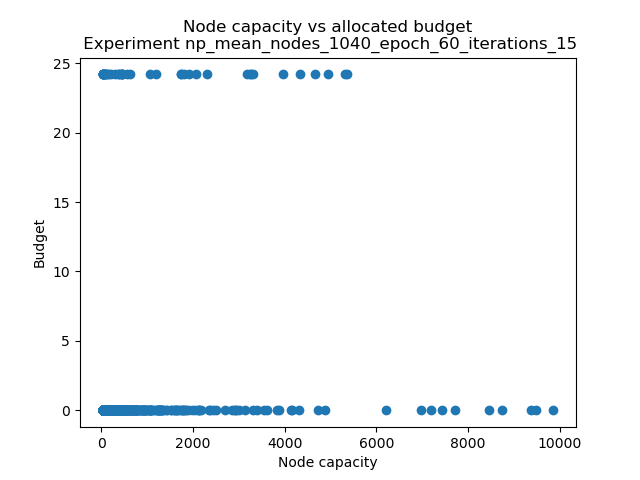 Node capacity vs allocated budget
Experiment np_mean_nodes_1040_epoch_60_iterations_15
25
20
15
10
5
0
Budget
0 2000 4000 6000 8000 10000
Node capacity